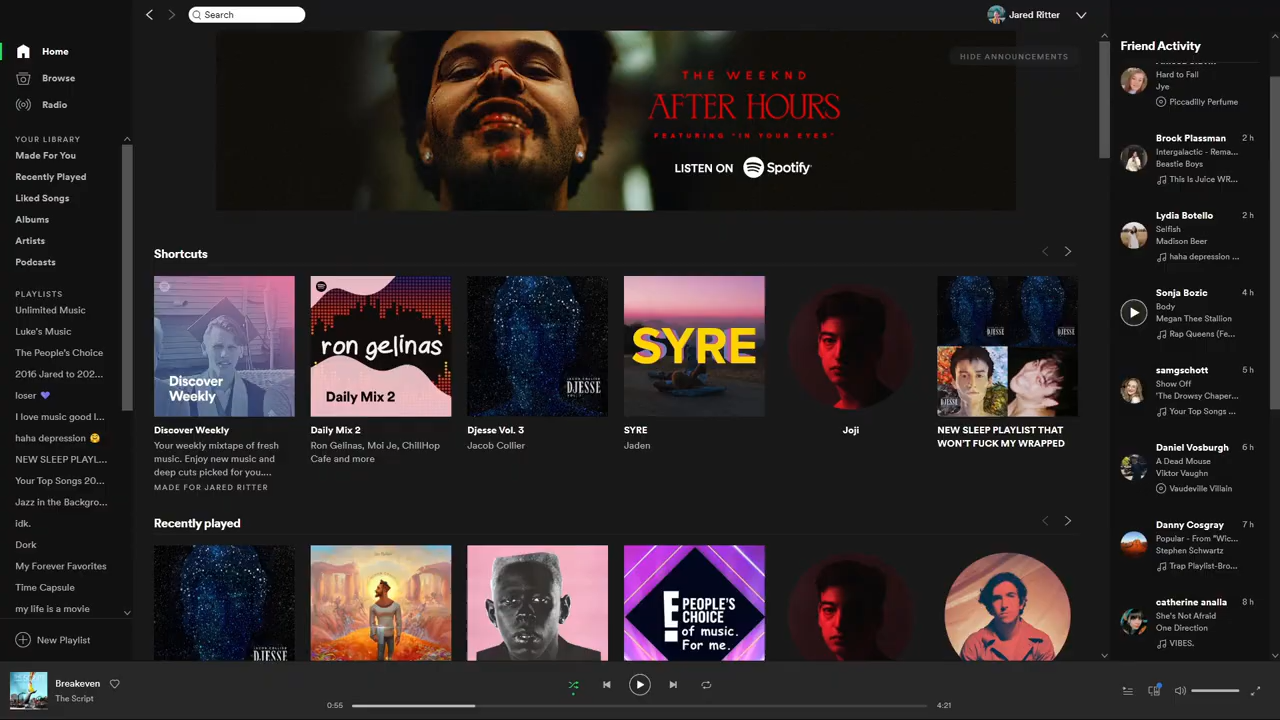 Search
Jared Ritter
Home
Browse
Radio
YOUR LIBRARY
Made For You
Recently Played
Liked Songs
Albums
Artists
Podcasts
PLAYLISTS
Unlimited Music
Luke's Music
The People's Choice
2016 Jared to 202...
loser 💜
I love music good l...
haha depression 🤒
NEW SLEEP PLAYL...
Your Top Songs 20...
Jazz in the Backgro...
idk.
Dork
My Forever Favorites
Time Capsule
my life is a movie
New Playlist
HIDE ANNOUNCEMENTS
THE WEEKND
AFTER HOURS
FEATURING "IN YOUR EYES"
LISTEN ON Spotify
Shortcuts
Discover
Weekly
Discover Weekly
Your weekly mixtape of fresh
music. Enjoy new music and
deep cuts picked for you....
MADE FOR JARED RITTER
ron gelinas
Daily Mix 2
Daily Mix 2
Ron Gelinas, Moi Je, ChillHop
Cafe and more
DJESSE
Djesse Vol. 3
Jacob Collier
SYRE
SYRE
Jaden
Joji
DJESSE
DJESSE
DJESSE
NEW SLEEP PLAYLIST THAT
WON'T FUCK MY WRAPPED
Recently played
DJESSE
E!
PEOPLE'S
CHOICE
of music.
For me.
Friend Activity
Hard to Fall
Jye
Piccadilly Perfume
Brock Plassman 2 h
Intergalactic - Rema...
Beastie Boys
This Is Juice WR...
Lydia Botello 2 h
Selfish
Madison Beer
haha depression ...
Sonja Bozic 4 h
Body
Megan Thee Stallion
Rap Queens (Fe...
samgschott 5 h
Show Off
'The Drowsy Chaper...
Your Top Songs ...
Daniel Vosburgh 6 h
A Dead Mouse
Viktor Vaughn
Vaudeville Villain
Danny Cosgray 7 h
Popular - From "Wic...
Stephen Schwartz
Trap Playlist-Bro...
catherine analla 8 h
She's Not Afraid
One Direction
VIBES.
Breakeven
The Script
0:55
4:21